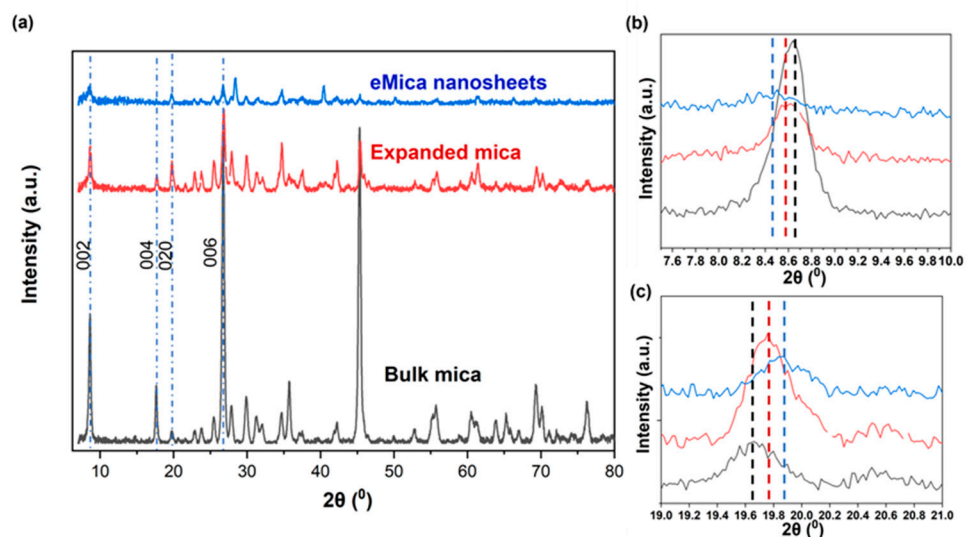 (a)
eMica nanosheets
Expanded mica
Bulk mica
002
004
020
006
Intensity (a.u.)
10 20 30 40 50 60 70 80
2θ (⁰)
(b)
Intensity (a.u.)
7.6 7.8 8.0 8.2 8.4 8.6 8.8 9.0 9.2 9.4 9.6 9.8 10.0
2θ (⁰)
(c)
Intensity (a.u.)
19.0 19.2 19.4 19.6 19.8 20.0 20.2 20.4 20.6 20.8 21.0
2θ (⁰)